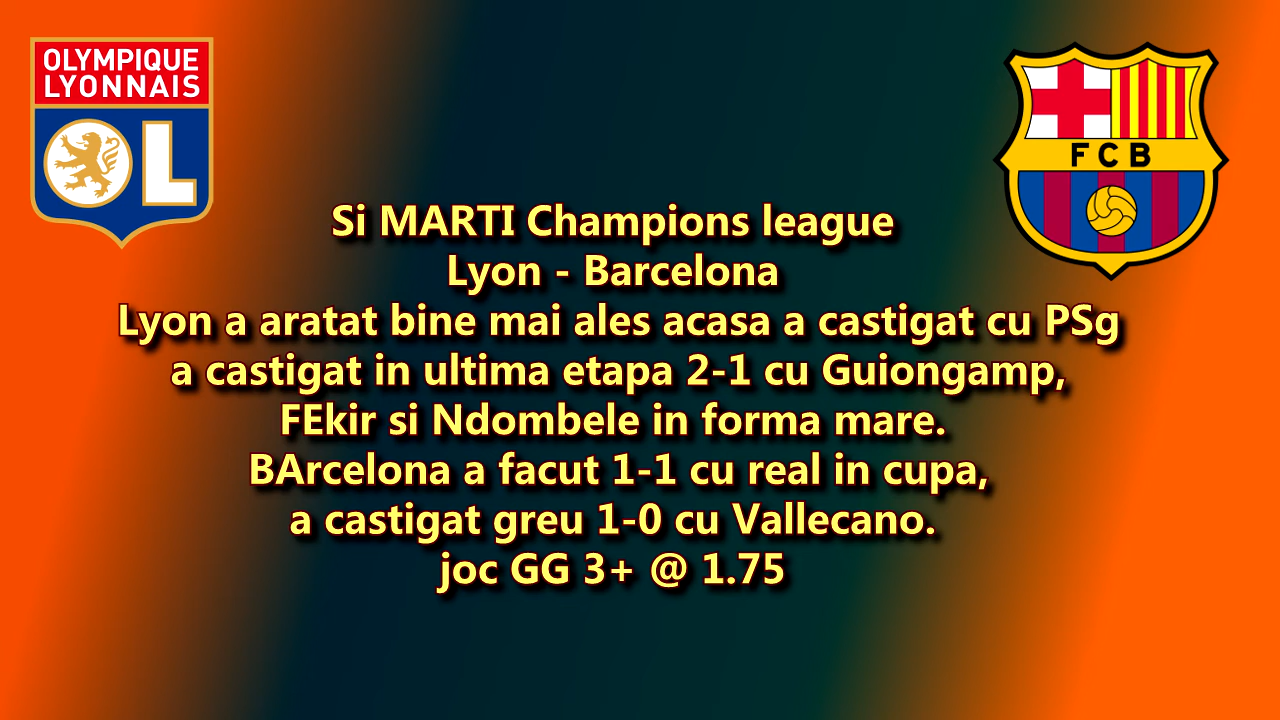 OLYMPIQUE
LYONNAIS
OL
FCB
Si MARTI Champions league
Lyon - Barcelona
Lyon a aratat bine mai ales acasa a castigat cu PSg
a castigat in ultima etapa 2-1 cu Guiongamp,
FEkir si Ndombele in forma mare.
BArcelona a facut 1-1 cu real in cupa,
a castigat greu 1-0 cu Vallecano.
joc GG 3+ @ 1.75